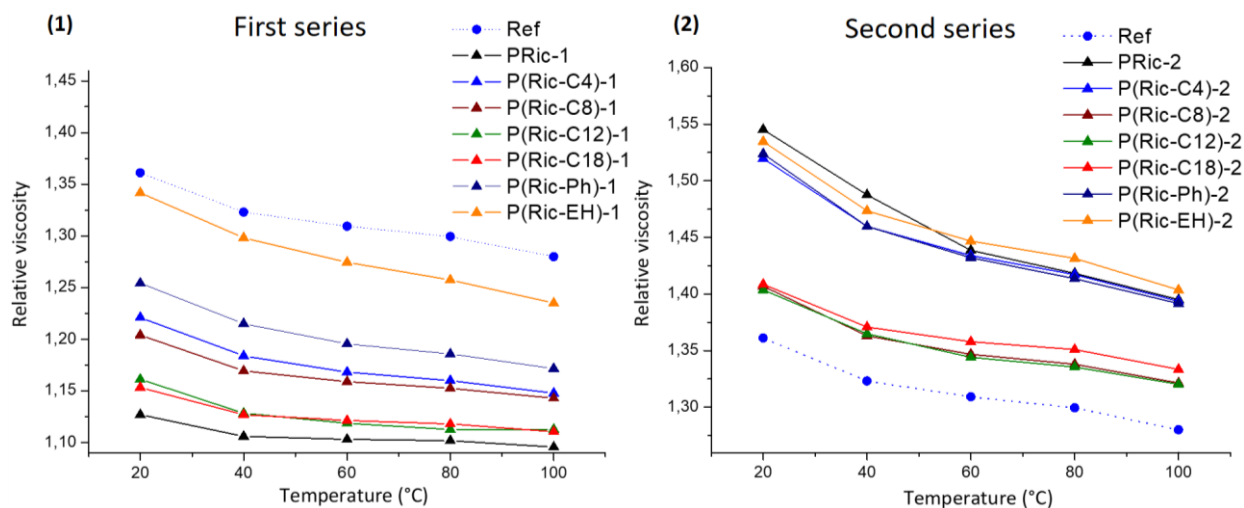 (1)
First series
Ref
PRic-1
P(Ric-C4)-1
P(Ric-C8)-1
P(Ric-C12)-1
P(Ric-C18)-1
P(Ric-Ph)-1
P(Ric-EH)-1
1,45
1,40
1,35
1,30
1,25
1,20
1,15
1,10
Relative viscosity
20
40
60
80
100
Temperature (°C)
(2)
Second series
Ref
PRic-2
P(Ric-C4)-2
P(Ric-C8)-2
P(Ric-C12)-2
P(Ric-C18)-2
P(Ric-Ph)-2
P(Ric-EH)-2
1,60
1,55
1,50
1,45
1,40
1,35
1,30
Relative viscosity
20
40
60
80
100
Temperature (°C)